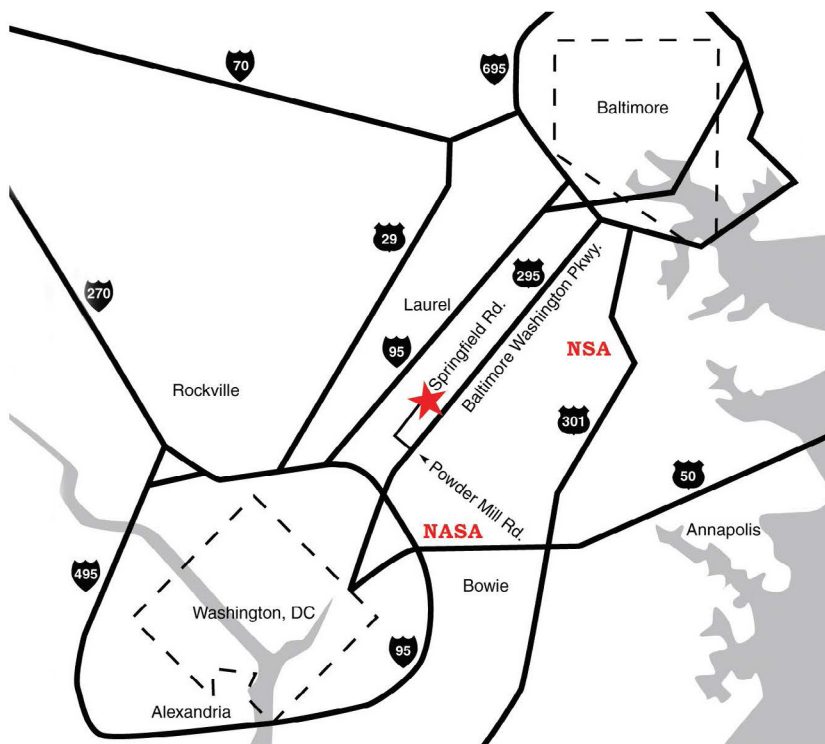 70
695
Baltimore
29
295
270
Laurel
Springfield Rd.
Baltimore Washington Pkwy.
95
NSA
Rockville
301
Powder Mill Rd.
50
NASA
Annapolis
495
Bowie
Washington, DC
95
Alexandria